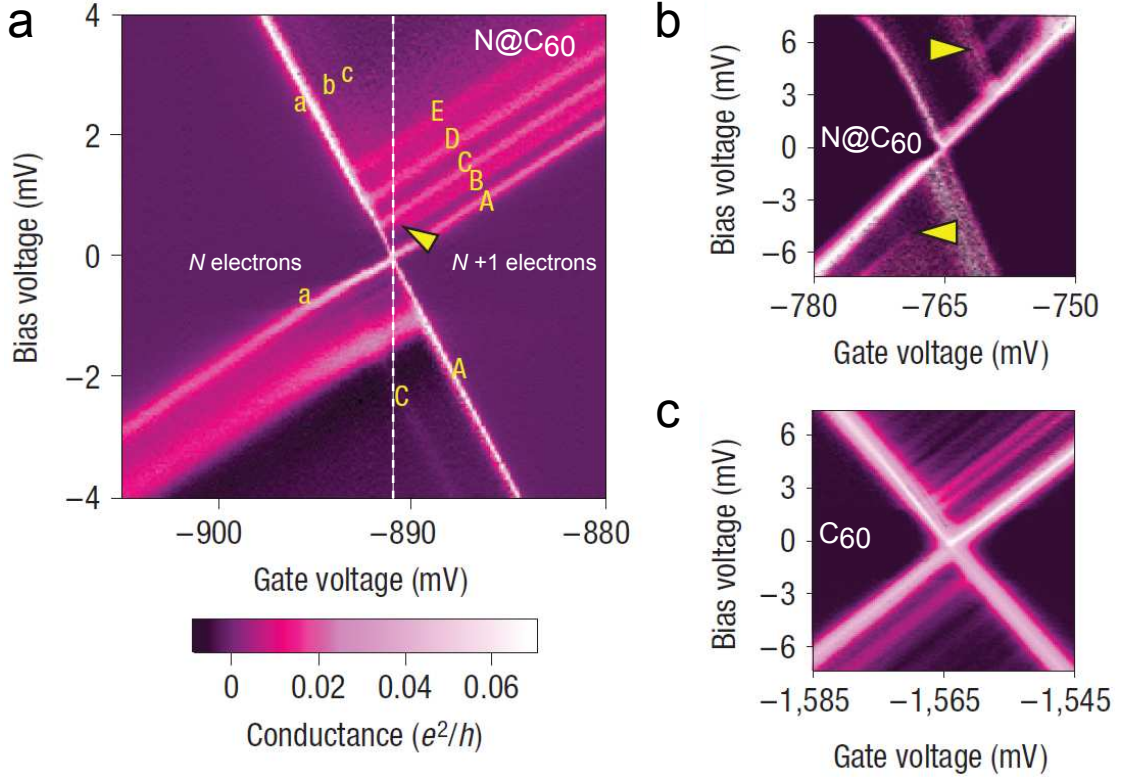 a
N@C60
4
2
0
−2
−4
Bias voltage (mV)
a
b
c
E
D
C
B
A
N electrons
N +1 electrons
a
A
C
−900
−890
−880
Gate voltage (mV)
0
0.02
0.04
0.06
Conductance (e²/h)
b
6
3
0
−3
−6
Bias voltage (mV)
N@C60
−780
−765
−750
Gate voltage (mV)
c
6
3
0
−3
−6
Bias voltage (mV)
C60
−1,585
−1,565
−1,545
Gate voltage (mV)